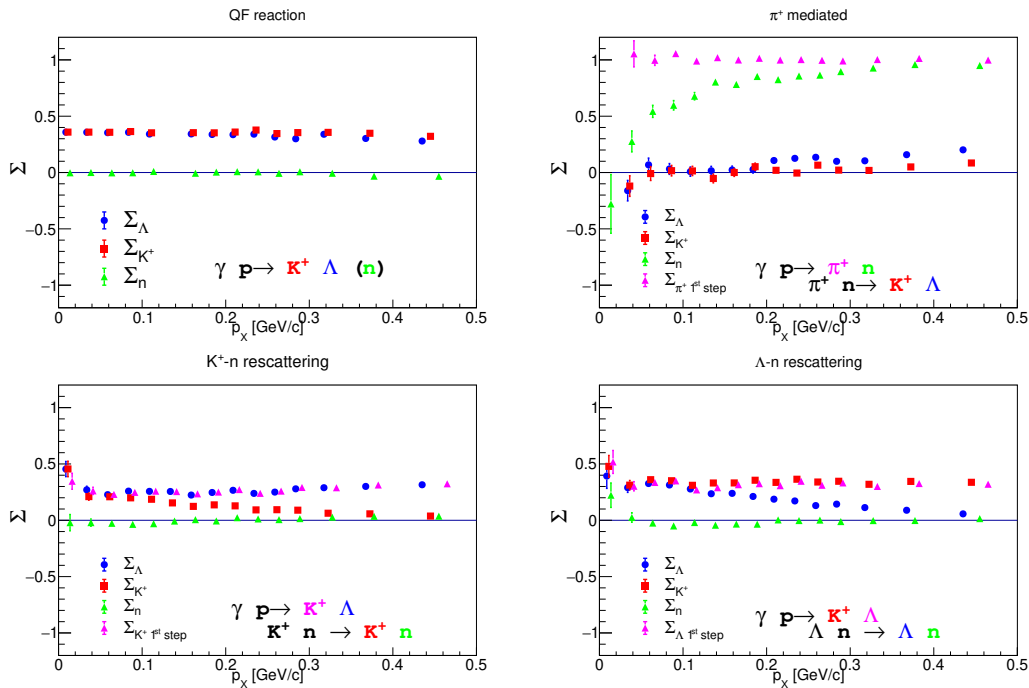 QF reaction
1
0.5
0
−0.5
−1
Σ
Σ_Λ
Σ_K⁺
Σ_n
γ p→ K⁺ Λ (n)
0 0.1 0.2 0.3 0.4 0.5
p_X [GeV/c]
π⁺ mediated
1
0.5
0
−0.5
−1
Σ
Σ_Λ
Σ_K⁺
Σ_n
Σ_π⁺ 1ˢᵗ step
γ p→ π⁺ n
π⁺ n→ K⁺ Λ
0 0.1 0.2 0.3 0.4 0.5
p_X [GeV/c]
K⁺-n rescattering
1
0.5
0
−0.5
−1
Σ
Σ_Λ
Σ_K⁺
Σ_n
Σ_K⁺ 1ˢᵗ step
γ p→ K⁺ Λ
K⁺ n → K⁺ n
0 0.1 0.2 0.3 0.4 0.5
p_X [GeV/c]
Λ-n rescattering
1
0.5
0
−0.5
−1
Σ
Σ_Λ
Σ_K⁺
Σ_n
Σ_Λ 1ˢᵗ step
γ p→ K⁺ Λ
Λ n → Λ n
0 0.1 0.2 0.3 0.4 0.5
p_X [GeV/c]